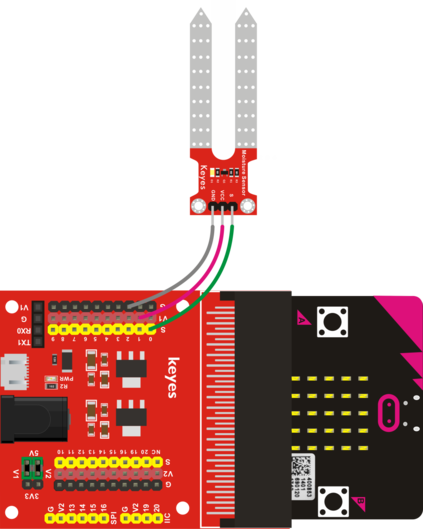 Keyes
Moisture Sensor
GND
VCC
S
V1
G
RX0
TX1
G
V1
S
9 8 7 6 5 4 3 2 1 0
keyes
PWR
R2
A
5V
V1
V2
3V3
10 11 12 13 14 15 16 19 20 NC
S
V2
G
G
V2
13
14
15
16
SPI
G
V2
19
20
IIC
B